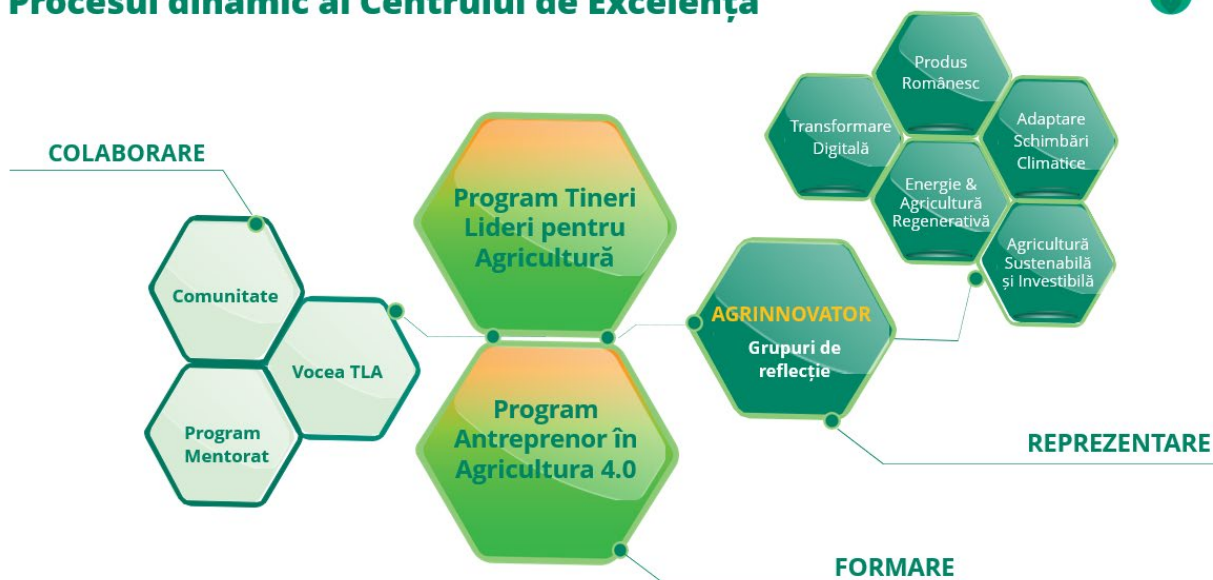 Procesul dinamic al Centrului de Excelență
COLABORARE
Comunitate
Vocea TLA
Program
Mentorat
Program Tineri
Lideri pentru
Agricultură
Program
Antreprenor în
Agricultura 4.0
FORMARE
AGRINNOVATOR
Grupuri de
reflecție
REPREZENTARE
Produs
Românesc
Transformare
Digitală
Adaptare
Schimbări
Climatice
Energie &
Agricultură
Regenerativă
Agricultură
Sustenabilă
și Investibilă